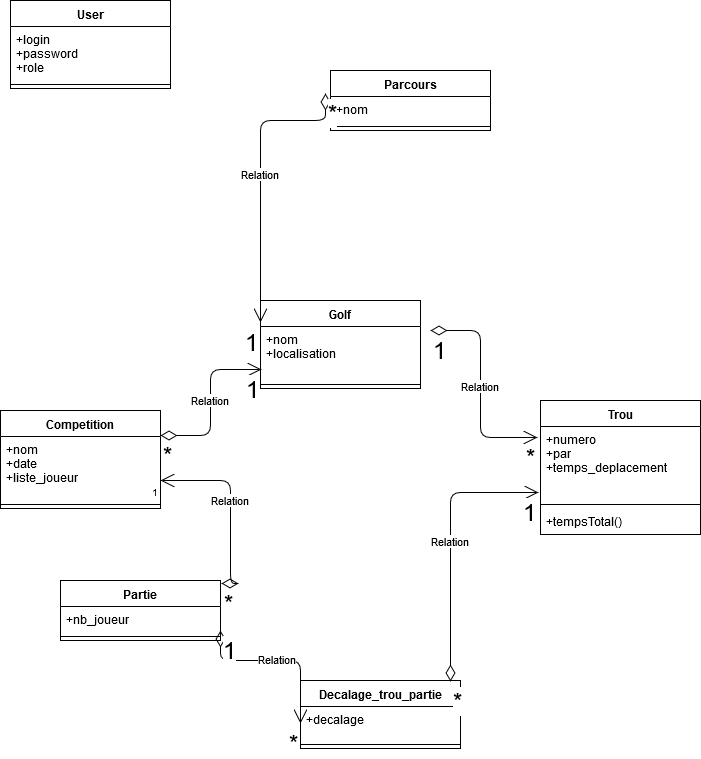 User
+login
+password
+role
Parcours
*+nom
Relation
Golf
1
+nom
+localisation
1
1
Relation
Relation
Competition
+nom
+date
+liste_joueur
1
*
Trou
+numero
+par
+temps_deplacement
*
1
+tempsTotal()
Relation
Relation
Partie
+nb_joueur
*
1
Relation
Decalage_trou_partie
*
+decalage
*